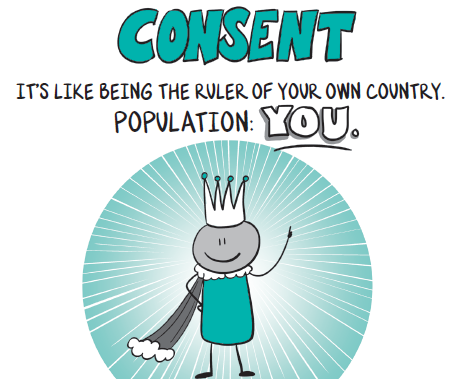 CONSENT
IT'S LIKE BEING THE RULER OF YOUR OWN COUNTRY.
POPULATION: YOU.